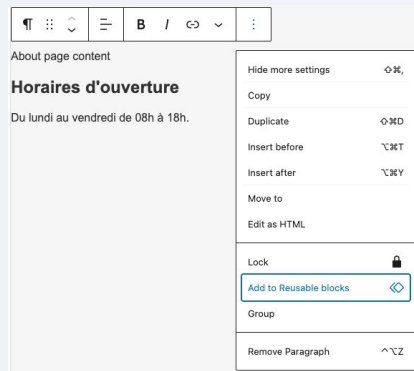 B I
About page content
Horaires d'ouverture
Du lundi au vendredi de 08h à 18h.
Hide more settings ⇧⌘,
Copy
Duplicate ⇧⌘D
Insert before ⌥⌘T
Insert after ⌥⌘Y
Move to
Edit as HTML
Lock
Add to Reusable blocks
Group
Remove Paragraph ^⌥Z